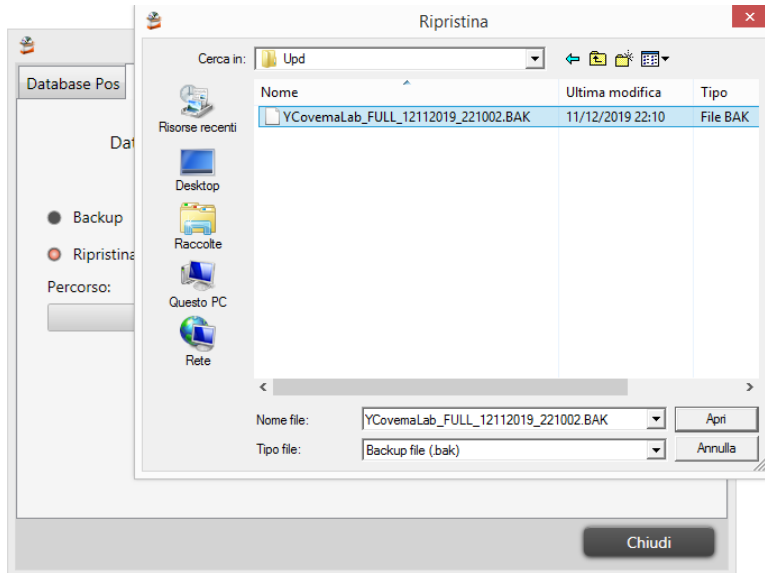 Ripristina
Database Pos
Cerca in: Upd
Nome Ultima modifica Tipo
YCovemaLab_FULL_12112019_221002.BAK 11/12/2019 22:10 File BAK
Risorse recenti
Desktop
Raccolte
Questo PC
Rete
Backup
Ripristina
Percorso:
Nome file: YCovemaLab_FULL_12112019_221002.BAK Apri
Tipo file: Backup file (.bak) Annulla
Chiudi